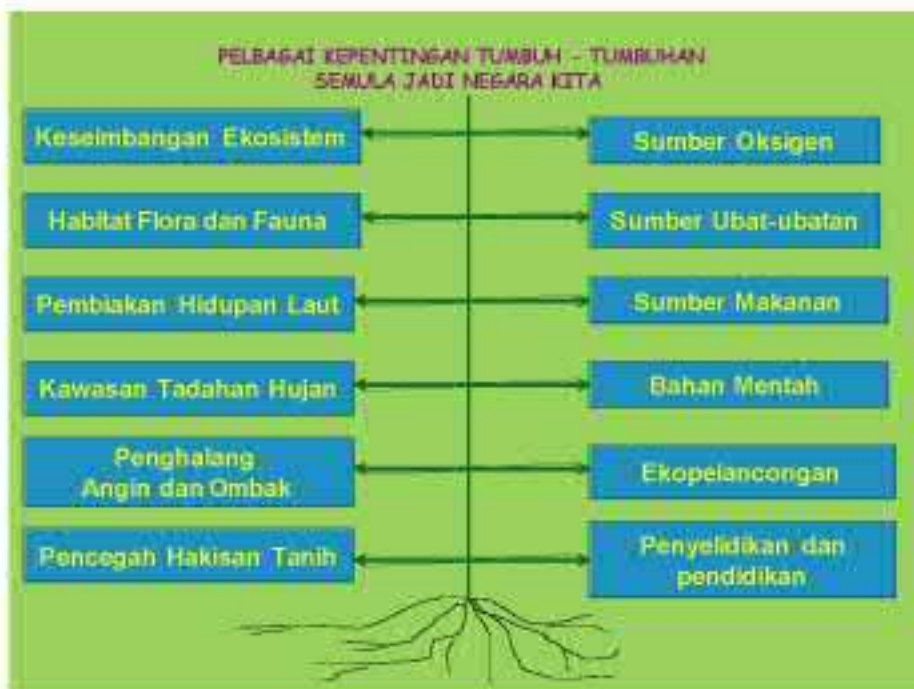 PELBAGAI KEPENTINGAN TUMBUH - TUMBUHAN
SEMULA JADI NEGARA KITA
Keseimbangan Ekosistem
Sumber Oksigen
Habitat Flora dan Fauna
Sumber Ubat-ubatan
Pembiakan Hidupan Laut
Sumber Makanan
Kawasan Tadahan Hujan
Bahan Mentah
Penghalang
Angin dan Ombak
Ekopelancongan
Pencegah Hakisan Tanih
Penyelidikan dan
pendidikan